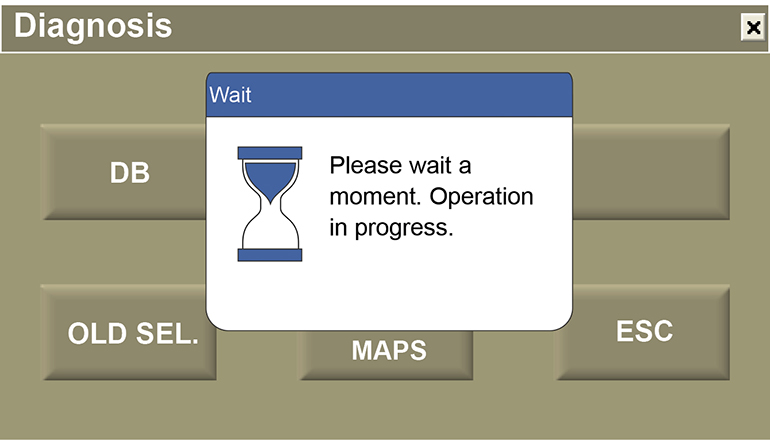 Diagnosis
Wait
DB
Please wait a
moment. Operation
in progress.
OLD SEL.
MAPS
ESC